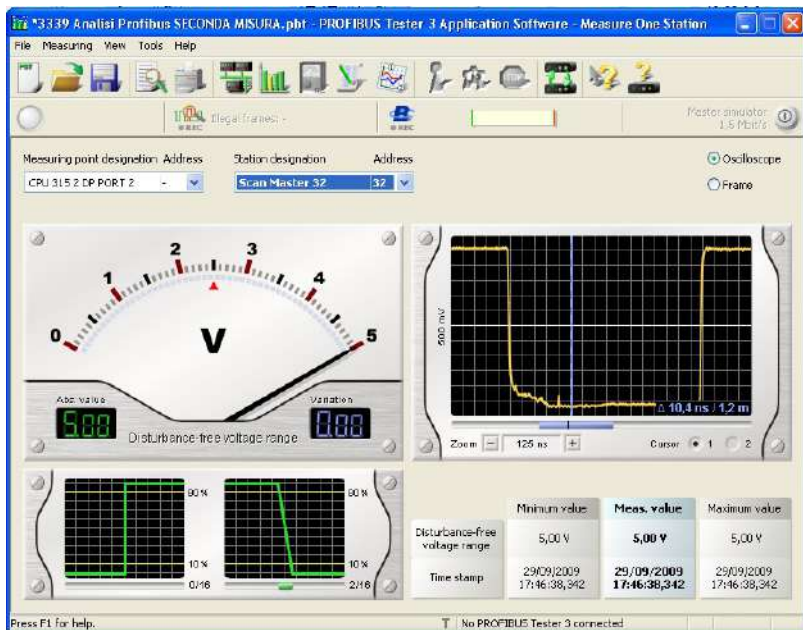 *3339 Analisi Profibus SECONDA MISURA.pbt - PROFIBUS Tester 3 Application Software - Measure One Station
File Measuring View Tools Help
Illegal frames: -
REC
REC
Master simulator
1,5 Mbit/s
Measuring point designation Address Station designation Address
CPU 315 2 DP PORT 2 - Scan Master 32 32
Oscilloscope
Frame
0 1 2 3 4 5
V
Abs. value
5.00
Disturbance-free voltage range
Variation
0.00
500 mV
Δ 10,4 ns / 1,2 m
Zoom 125 ns Cursor 1 2
90 % 90 %
10 % 10 %
0/16 2/16
Minimum value Meas. value Maximum value
Disturbance-free
voltage range
5,00 V 5,00 V 5,00 V
Time stamp
29/09/2009 29/09/2009 29/09/2009
17:46:38,342 17:46:38,342 17:46:38,342
Press F1 for help. No PROFIBUS Tester 3 connected